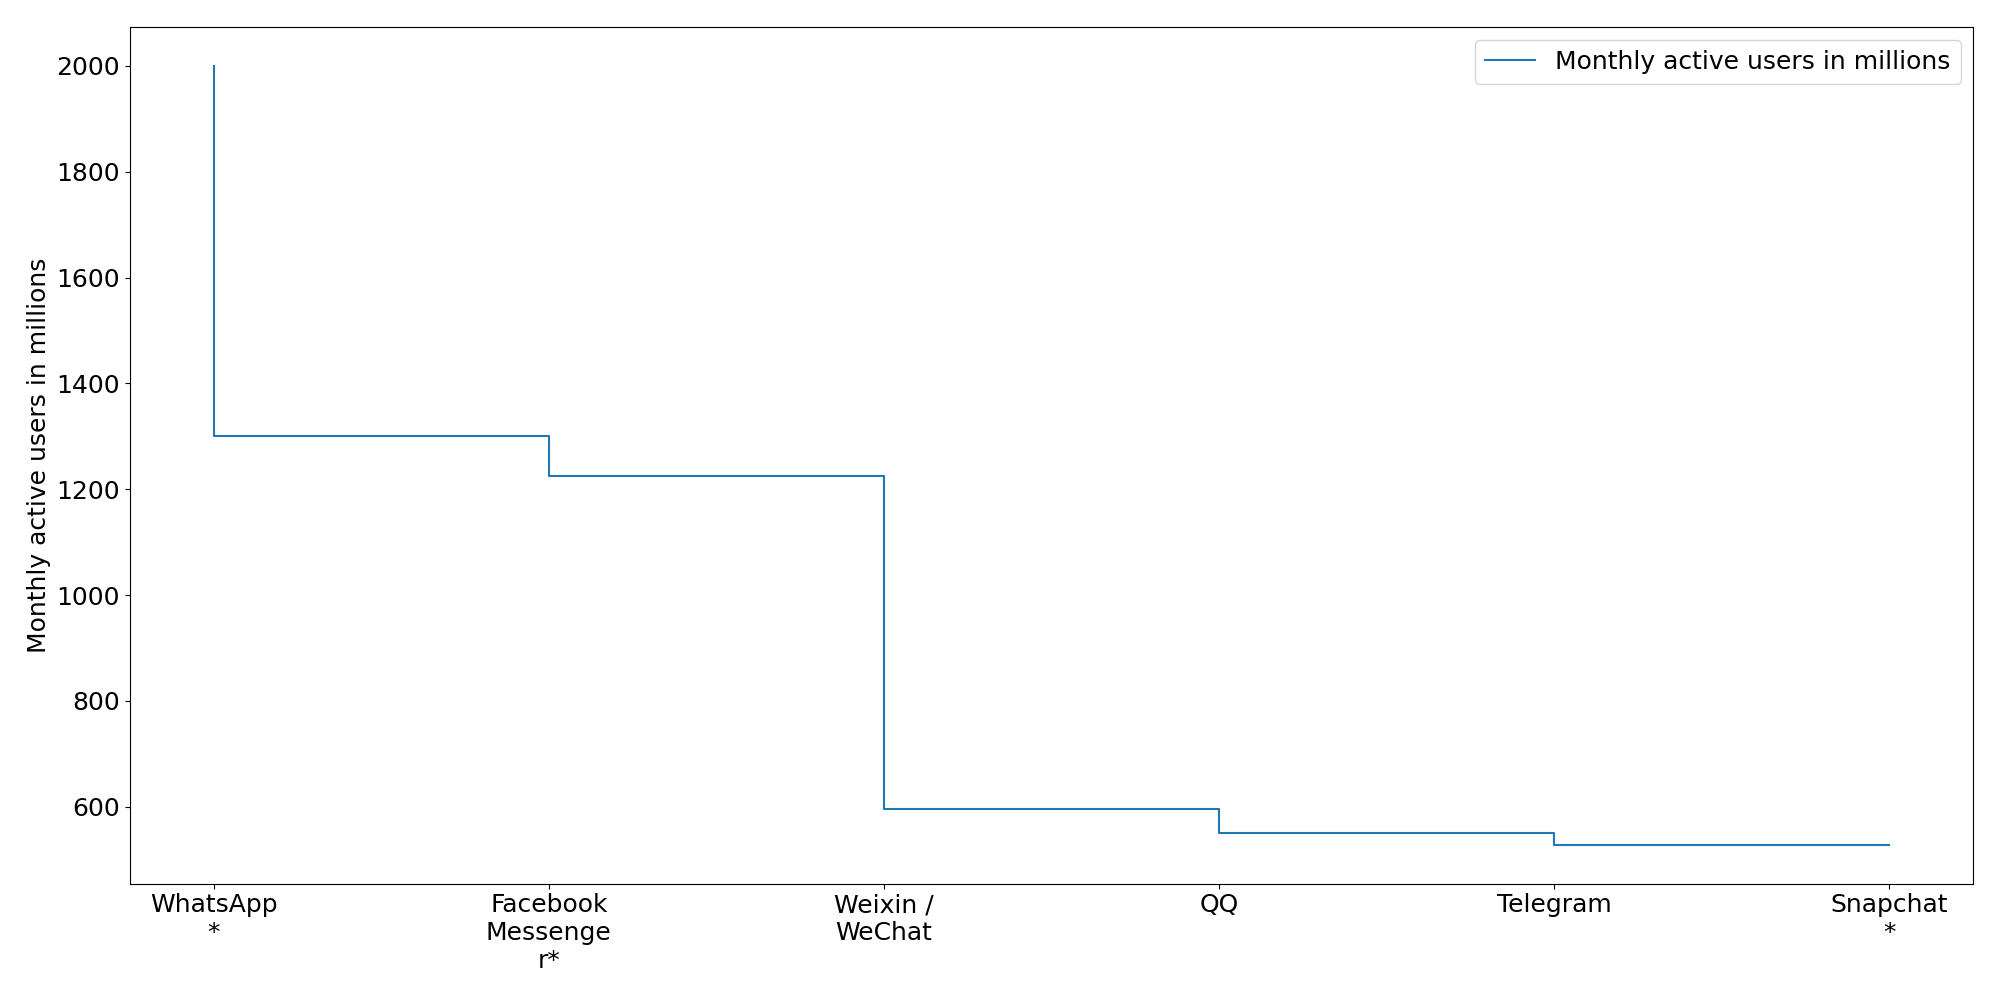 Monthly active users in millions
Monthly active users in millions
2000
1800
1600
1400
1200
1000
800
600
WhatsApp
*
Facebook
Messenge
r*
Weixin /
WeChat
QQ
Telegram
Snapchat
*